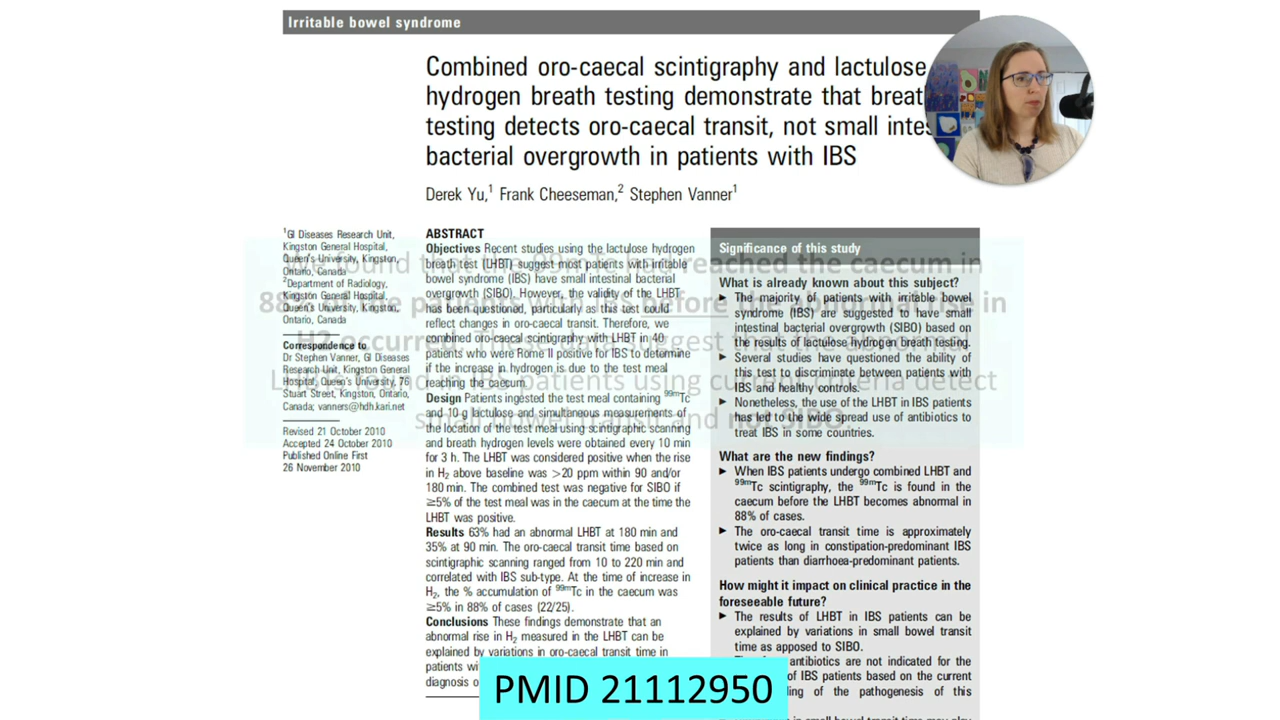 Irritable bowel syndrome
Combined oro-caecal scintigraphy and lactulose
hydrogen breath testing demonstrate that breat
testing detects oro-caecal transit, not small intes
bacterial overgrowth in patients with IBS
Derek Yu,1 Frank Cheeseman,2 Stephen Vanner1
1GI Diseases Research Unit,
Kingston General Hospital,
Queen's University, Kingston,
Ontario, Canada
2Department of Radiology,
Kingston General Hospital,
Queen's University, Kingston,
Ontario, Canada
Correspondence to
Dr Stephen Vanner, GI Diseases
Research Unit, Kingston General
Hospital, Queen's University, 76
Stuart Street, Kingston, Ontario,
Canada; vanners@hdh.kari.net
Revised 21 October 2010
Accepted 24 October 2010
Published Online First
26 November 2010
ABSTRACT
Objectives Recent studies using the lactulose hydrogen
breath test (LHBT) suggest most patients with irritable
bowel syndrome (IBS) have small intestinal bacterial
overgrowth (SIBO). However, the validity of the LHBT
has been questioned, particularly as this test could
reflect changes in oro-caecal transit. Therefore, we
combined oro-caecal scintigraphy with LHBT in 40
patients who were Rome II positive for IBS to determine
if the increase in hydrogen is due to the test meal
reaching the caecum.
Design Patients ingested the test meal containing 99mTc
and 10 g lactulose and simultaneous measurements of
the location of the test meal using scintigraphic scanning
and breath hydrogen levels were obtained every 10 min
for 3 h. The LHBT was considered positive when the rise
in H2 above baseline was >20 ppm within 90 and/or
180 min. The combined test was negative for SIBO if
≥5% of the test meal was in the caecum at the time the
LHBT was positive.
Results 63% had an abnormal LHBT at 180 min and
35% at 90 min. The oro-caecal transit time based on
scintigraphic scanning ranged from 10 to 220 min and
correlated with IBS sub-type. At the time of increase in
H2, the % accumulation of 99mTc in the caecum was
≥5% in 88% of cases (22/25).
Conclusions These findings demonstrate that an
abnormal rise in H2 measured in the LHBT can be
explained by variations in oro-caecal transit time in
patients wi
diagnosis o
Significance of this study
What is already known about this subject?
► The majority of patients with irritable bowel
syndrome (IBS) are suggested to have small
intestinal bacterial overgrowth (SIBO) based on
the results of lactulose hydrogen breath testing.
► Several studies have questioned the ability of
this test to discriminate between patients with
IBS and healthy controls.
► Nonetheless, the use of the LHBT in IBS patients
has led to the wide spread use of antibiotics to
treat IBS in some countries.
What are the new findings?
► When IBS patients undergo combined LHBT and
99mTc scintigraphy, the 99mTc is found in the
caecum before the LHBT becomes abnormal in
88% of cases.
► The oro-caecal transit time is approximately
twice as long in constipation-predominant IBS
patients than diarrhoea-predominant patients.
How might it impact on clinical practice in the
foreseeable future?
► The results of LHBT in IBS patients can be
explained by variations in small bowel transit
time as apposed to SIBO.
antibiotics are not indicated for the
of IBS patients based on the current
ling of the pathogenesis of this
in small bowel transit time may play
PMID 21112950